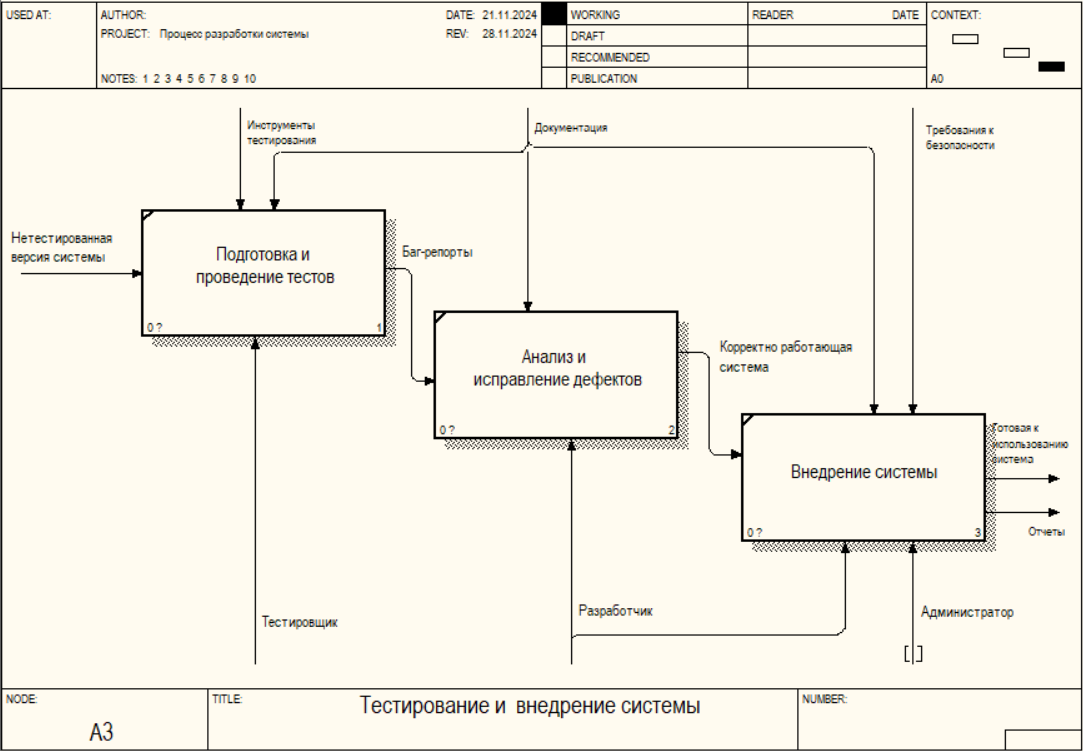 USED AT:
AUTHOR:
DATE: 21.11.2024
PROJECT: Процесс разработки системы
REV: 28.11.2024
NOTES: 1 2 3 4 5 6 7 8 9 10
WORKING
DRAFT
RECOMMENDED
PUBLICATION
READER
DATE
CONTEXT:
A0
Инструменты
тестирования
Документация
Требования к
безопасности
Нетестированная
версия системы
Подготовка и
проведение тестов
0 ?
1
Баг-репорты
Анализ и
исправление дефектов
0 ?
2
Корректно работающая
система
Внедрение системы
0 ?
3
Готовая к
использованию
система
Отчеты
Тестировщик
Разработчик
Администратор
NODE:
A3
TITLE:
Тестирование и внедрение системы
NUMBER: